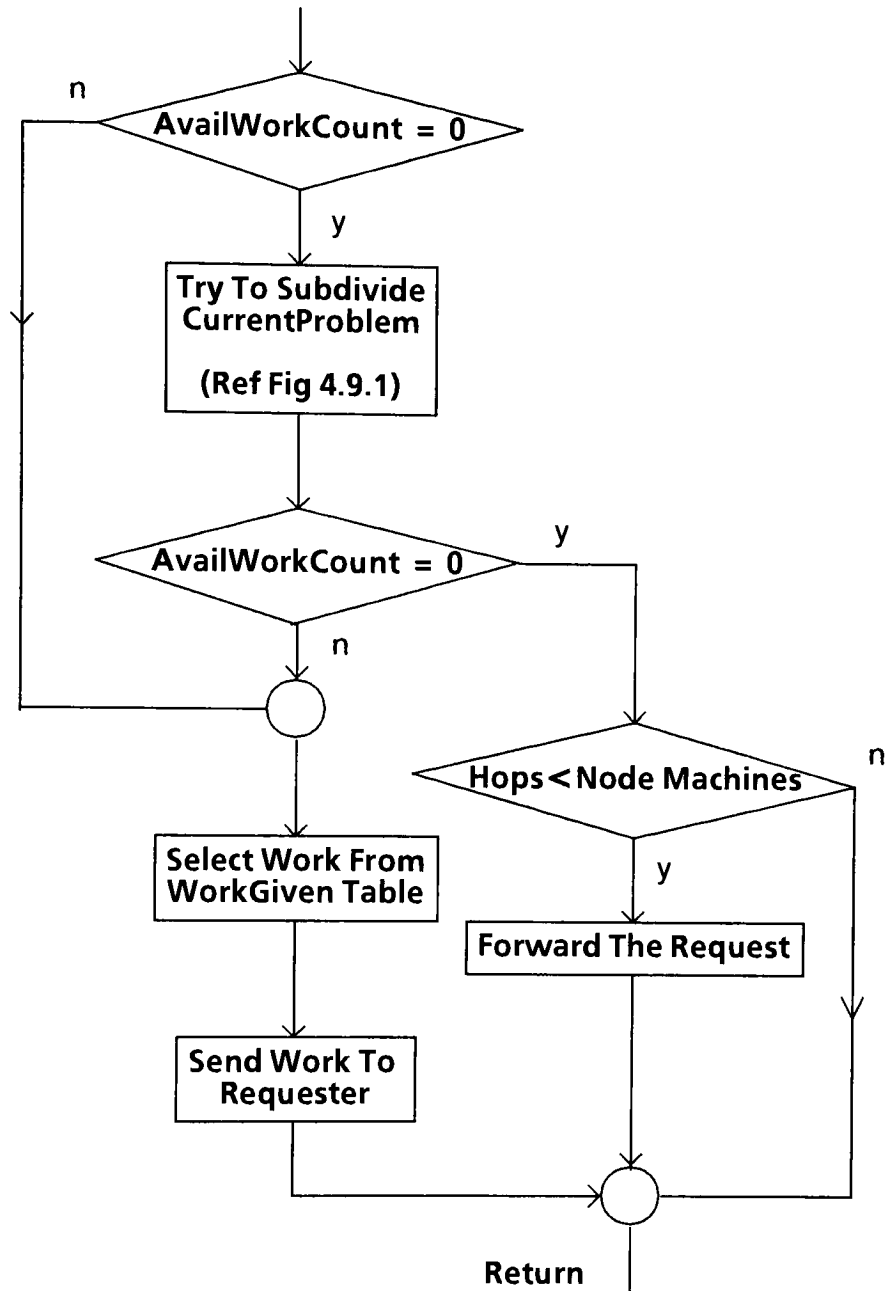 n
AvailWorkCount = 0
y
Try To Subdivide
CurrentProblem
(Ref Fig 4.9.1)
AvailWorkCount = 0
y
n
Hops<Node Machines
n
Select Work From
WorkGiven Table
y
Forward The Request
Send Work To
Requester
Return